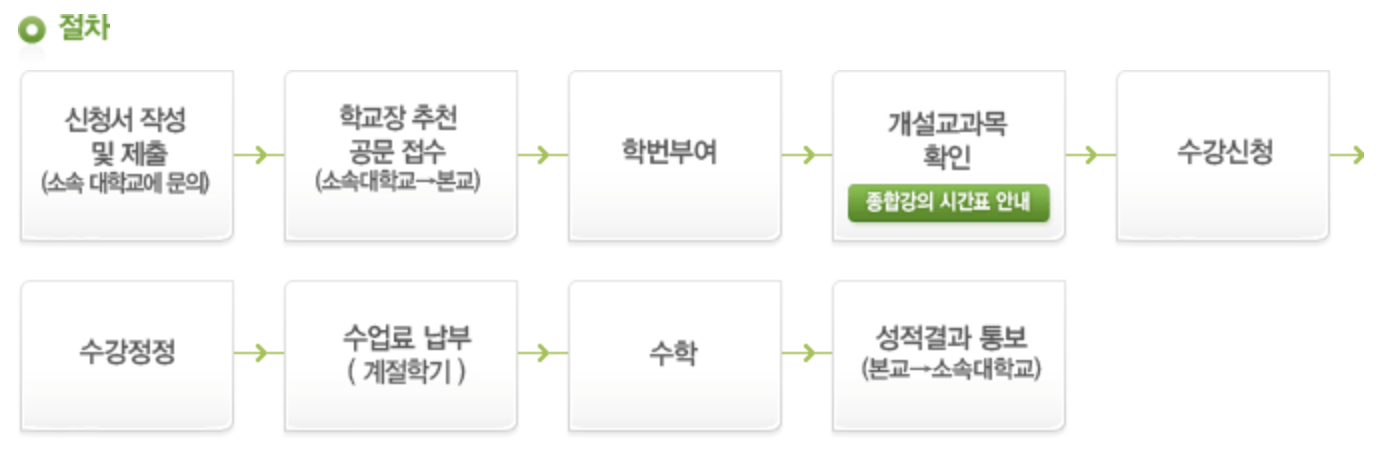 절차
신청서 작성
및 제출
(소속 대학교에 문의)
학교장 추천
공문 접수
(소속대학교→본교)
학번부여
개설교과목
확인
종합강의 시간표 안내
수강신청
수강정정
수업료 납부
( 계절학기 )
수학
성적결과 통보
(본교→소속대학교)